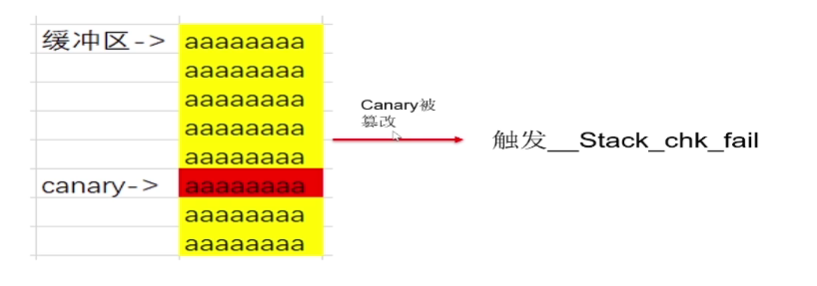 缓冲区-> aaaaaaaa
aaaaaaaa
aaaaaaaa
aaaaaaaa
aaaaaaaa
canary-> aaaaaaaa
aaaaaaaa
aaaaaaaa
Canary被
篡改
触发__Stack_chk_fail